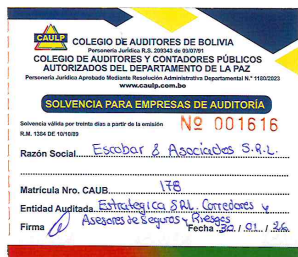 CAULP
COLEGIO DE AUDITORES DE BOLIVIA
Personería Jurídica R.S. 209343 de 05/07/91
COLEGIO DE AUDITORES Y CONTADORES PÚBLICOS
AUTORIZADOS DEL DEPARTAMENTO DE LA PAZ
Personería Jurídica Aprobado Mediante Resolución Administrativa Departamental N.° 1180/2023
www.caulp.com.bo
SOLVENCIA PARA EMPRESAS DE AUDITORÍA
Solvencia válida por treinta días a partir de la emisión
Nº 001616
R.M. 1384 DE 10/10/89
Razón Social Escobar & Asociados S.R.L.
Matrícula Nro. CAUB. 178
Entidad Auditada Estrategica SRL. Corredores y
Asesores de Seguros y Riesgos
Firma Fecha 30 / 01 / 26